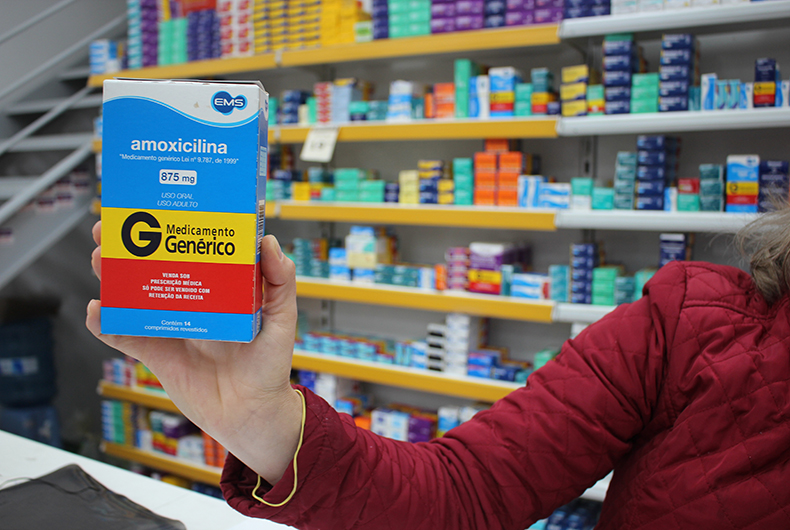 EMS
amoxicilina
"Medicamento genérico Lei nº 9,787, de 1999"
875 mg
USO ORAL
USO ADULTO
G Medicamento
Genérico
VENDA SOB
PRESCRIÇÃO MÉDICA
SÓ PODE SER VENDIDO COM
RETENÇÃO DA RECEITA
Contém 14
comprimidos revestidos